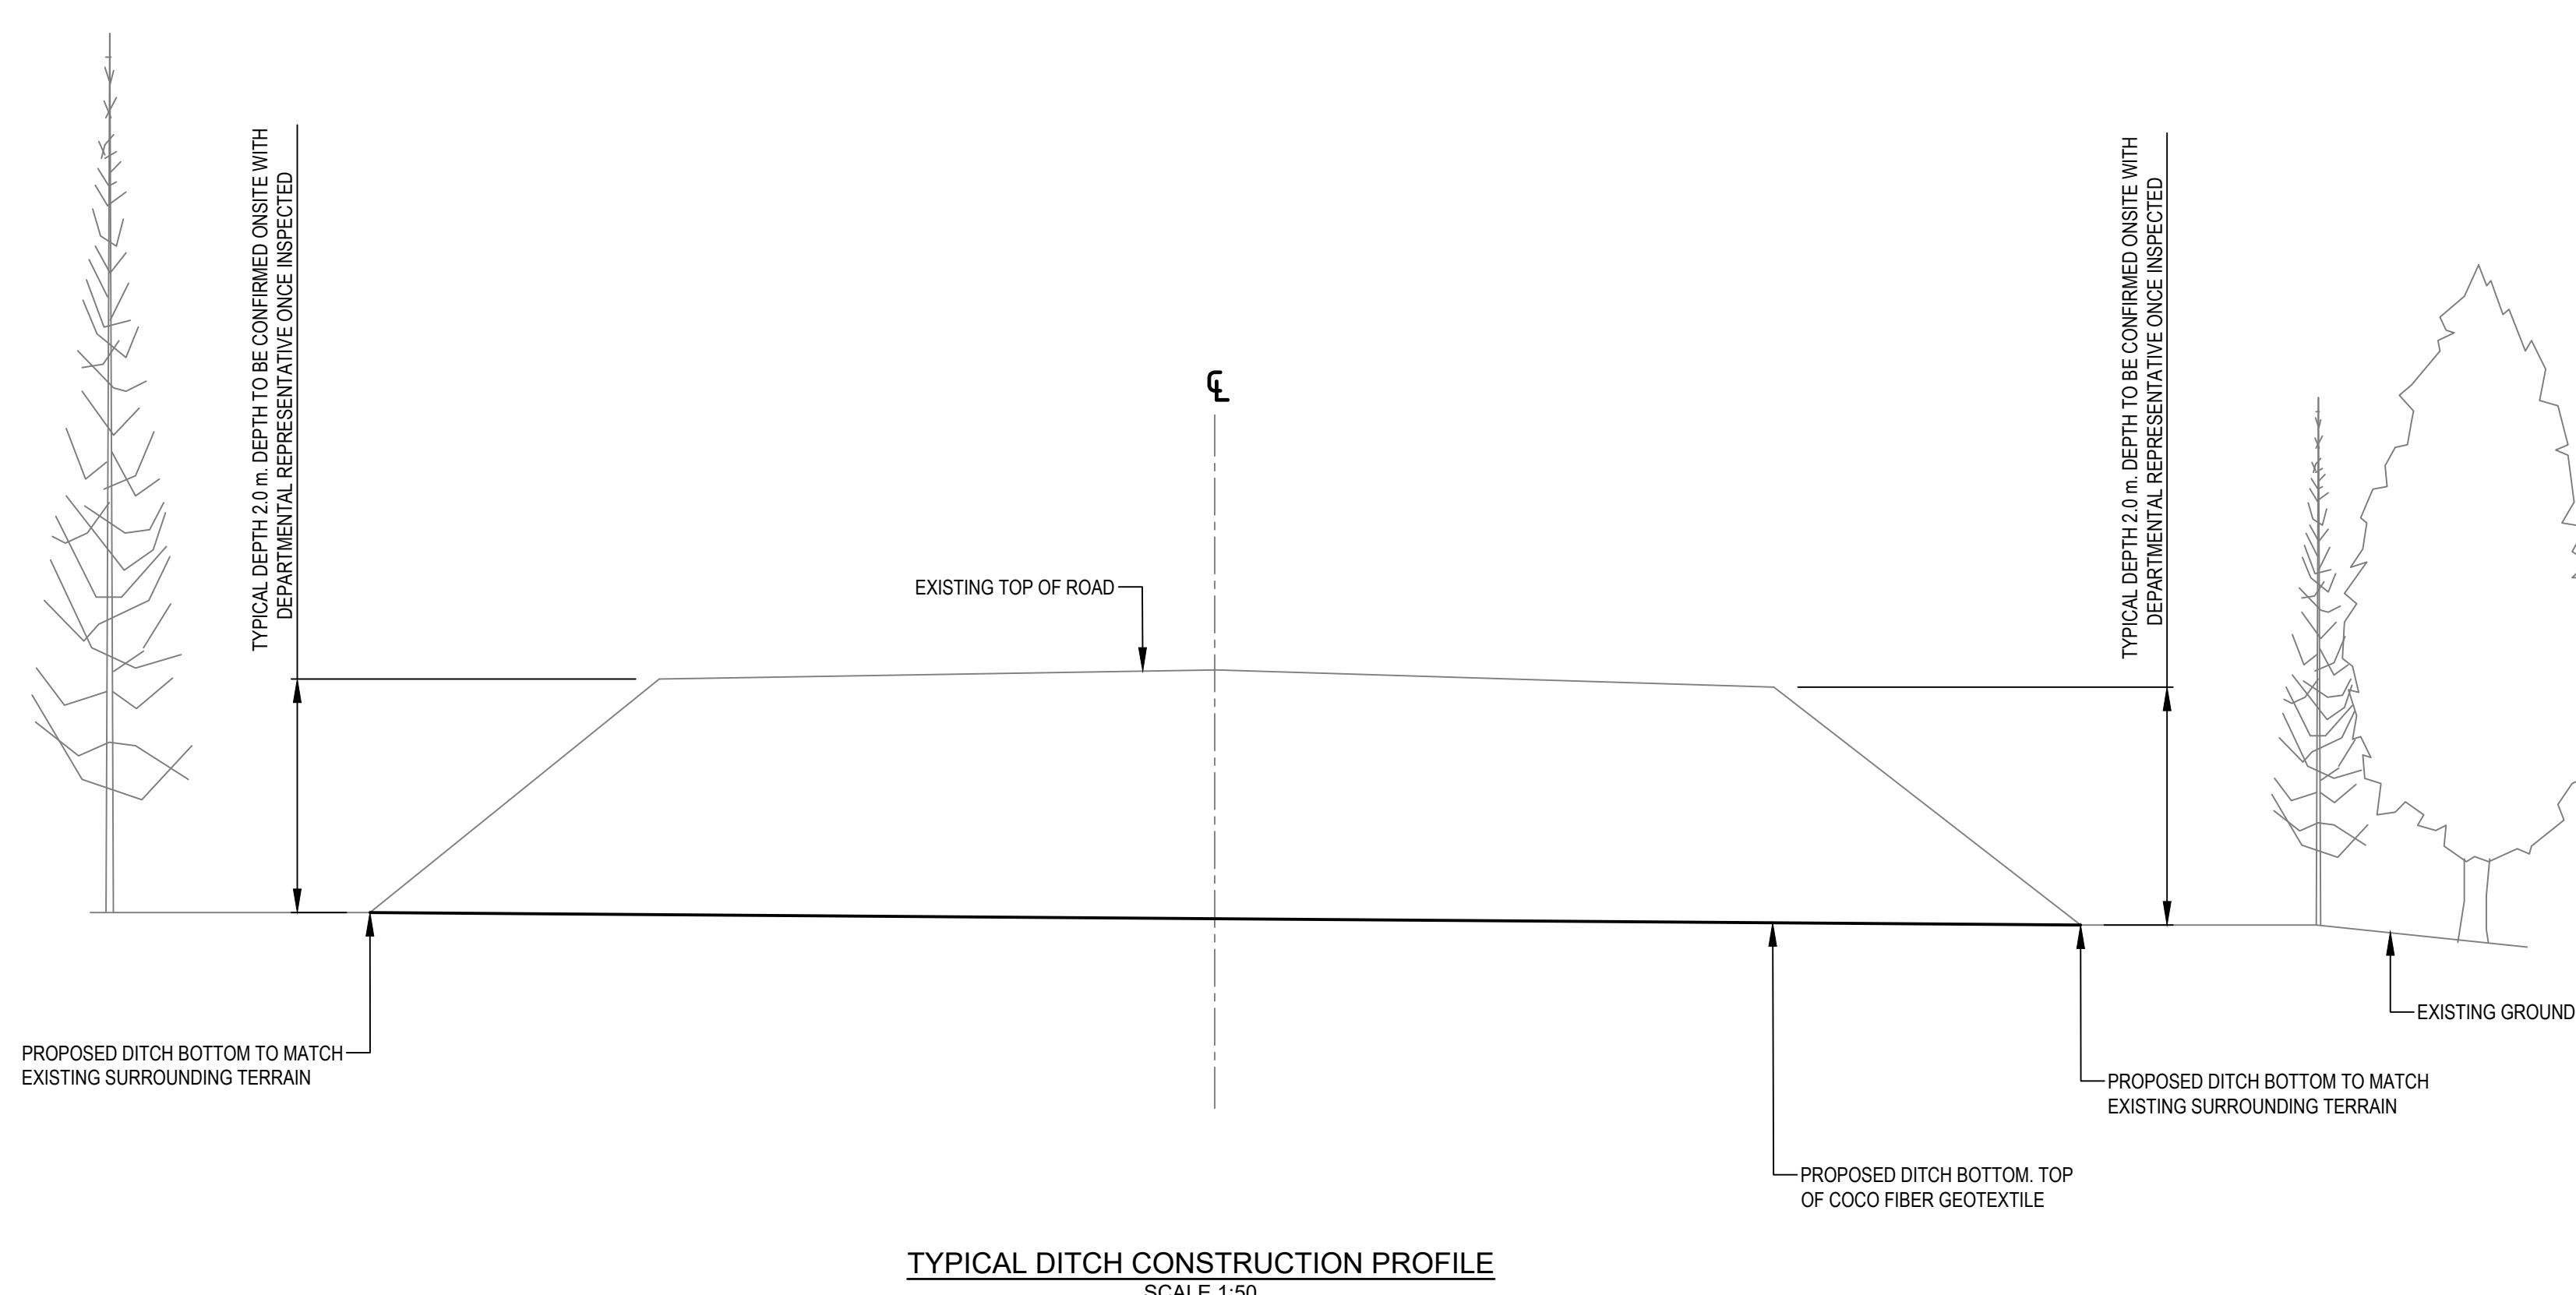 TYPICAL DEPTH 2.0 m. DEPTH TO BE CONFIRMED ONSITE WITH
DEPARTMENTAL REPRESENTATIVE ONCE INSPECTED
TYPICAL DEPTH 2.0 m. DEPTH TO BE CONFIRMED ONSITE WITH
DEPARTMENTAL REPRESENTATIVE ONCE INSPECTED
℄
EXISTING TOP OF ROAD
EXISTING GROUND
PROPOSED DITCH BOTTOM TO MATCH
EXISTING SURROUNDING TERRAIN
PROPOSED DITCH BOTTOM TO MATCH
EXISTING SURROUNDING TERRAIN
PROPOSED DITCH BOTTOM. TOP
OF COCO FIBER GEOTEXTILE
TYPICAL DITCH CONSTRUCTION PROFILE
SCALE 1:50